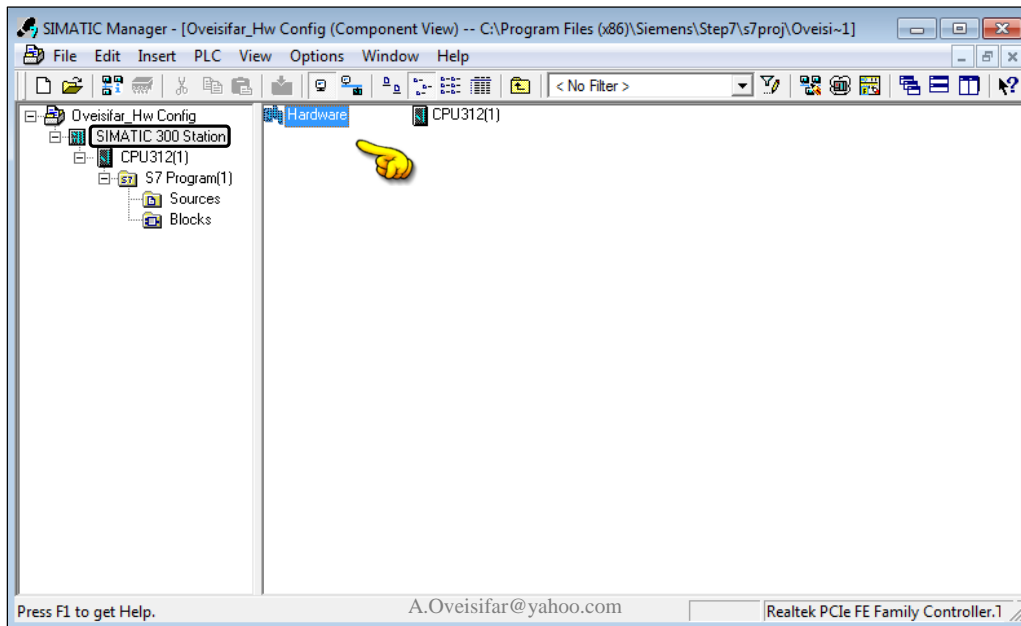 SIMATIC Manager - [Oveisifar_Hw Config (Component View) -- C:\Program Files (x86)\Siemens\Step7\s7proj\Oveisi~1]
File Edit Insert PLC View Options Window Help
< No Filter >
Oveisifar_Hw Config
SIMATIC 300 Station
CPU312(1)
S7 Program(1)
Sources
Blocks
Hardware
CPU312(1)
Press F1 to get Help.
A.Oveisifar@yahoo.com
Realtek PCIe FE Family Controller.